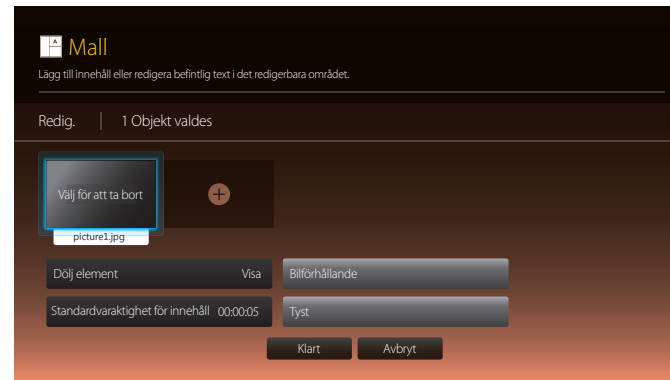 A
Mall
Lägg till innehåll eller redigera befintlig text i det redigerbara området.
Redig. | 1 Objekt valdes
Välj för att ta bort
picture1.jpg
Dölj element Visa
Bilförhållande
Standardvaraktighet för innehåll 00:00:05
Tyst
Klart
Avbryt